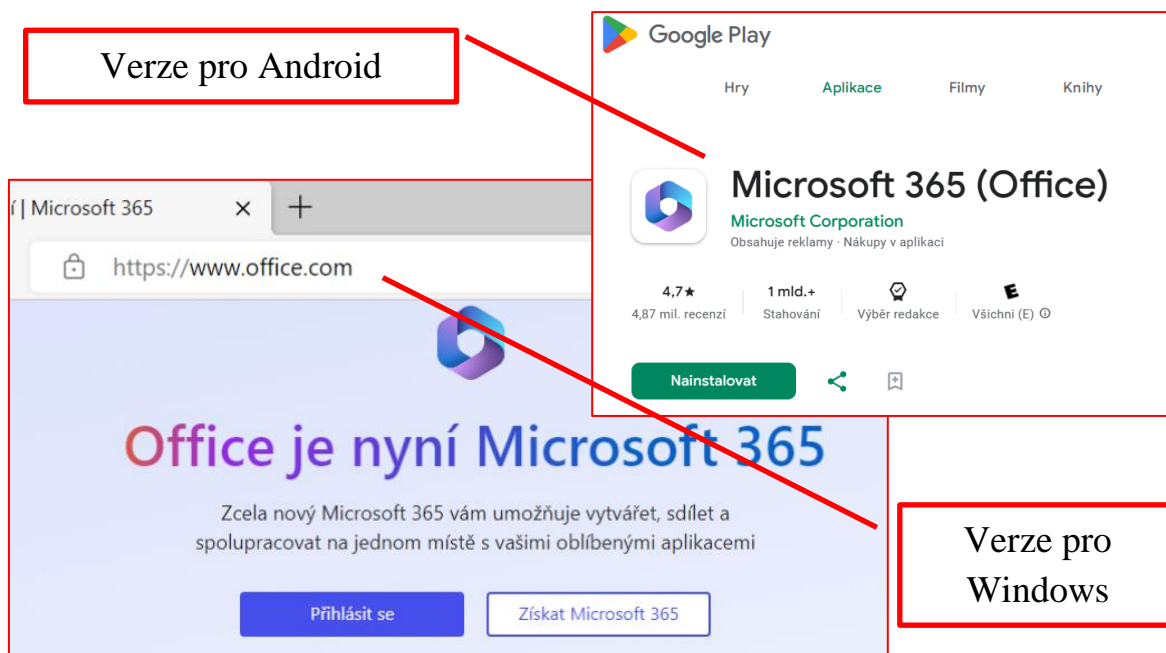 Verze pro Android
Google Play
Hry Aplikace Filmy Knihy
Microsoft 365 (Office)
Microsoft Corporation
Obsahuje reklamy · Nákupy v aplikaci
4,7★ 1 mld.+ E
4,87 mil. recenzí Stahování Výběr redakce Všichni (E)
Nainstalovat
í | Microsoft 365
https://www.office.com
Office je nyní Microsoft 365
Zcela nový Microsoft 365 vám umožňuje vytvářet, sdílet a
spolupracovat na jednom místě s vašimi oblíbenými aplikacemi
Přihlásit se Získat Microsoft 365
Verze pro
Windows